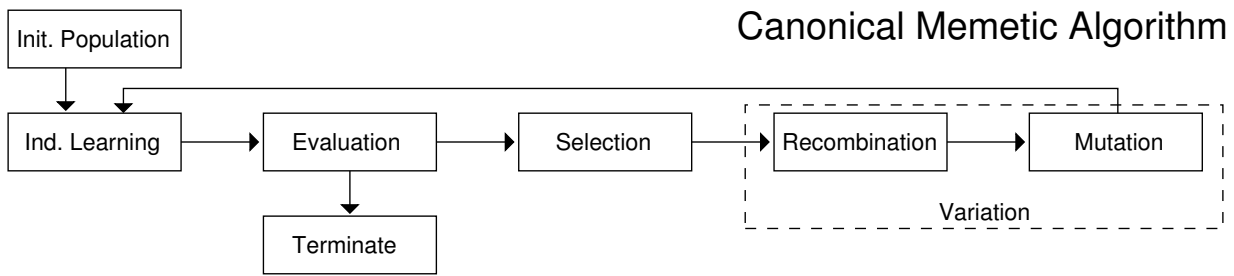 Canonical Memetic Algorithm
Init. Population
Ind. Learning
Evaluation
Selection
Recombination
Mutation
Variation
Terminate